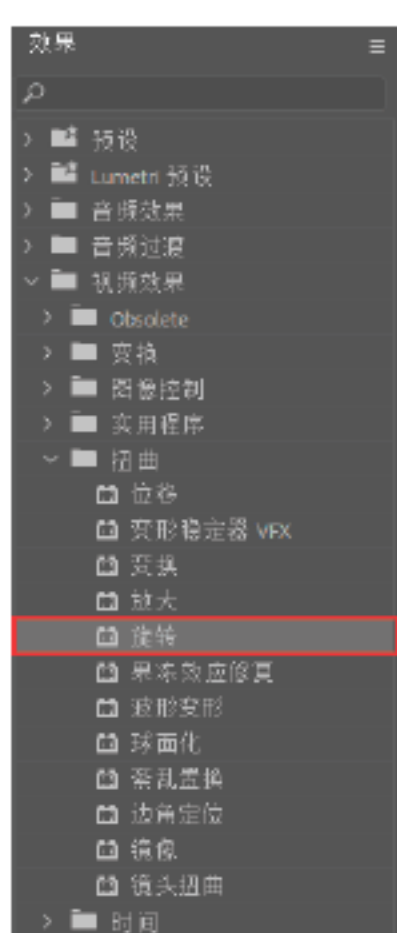 效果
预设
Lumetri 预设
音频效果
音频过渡
视频效果
Obsolete
变换
图像控制
实用程序
扭曲
位移
变形稳定器 VFX
变换
放大
旋转
果冻效应修复
波形变形
球面化
紊乱置换
边角定位
镜像
镜头扭曲
时间